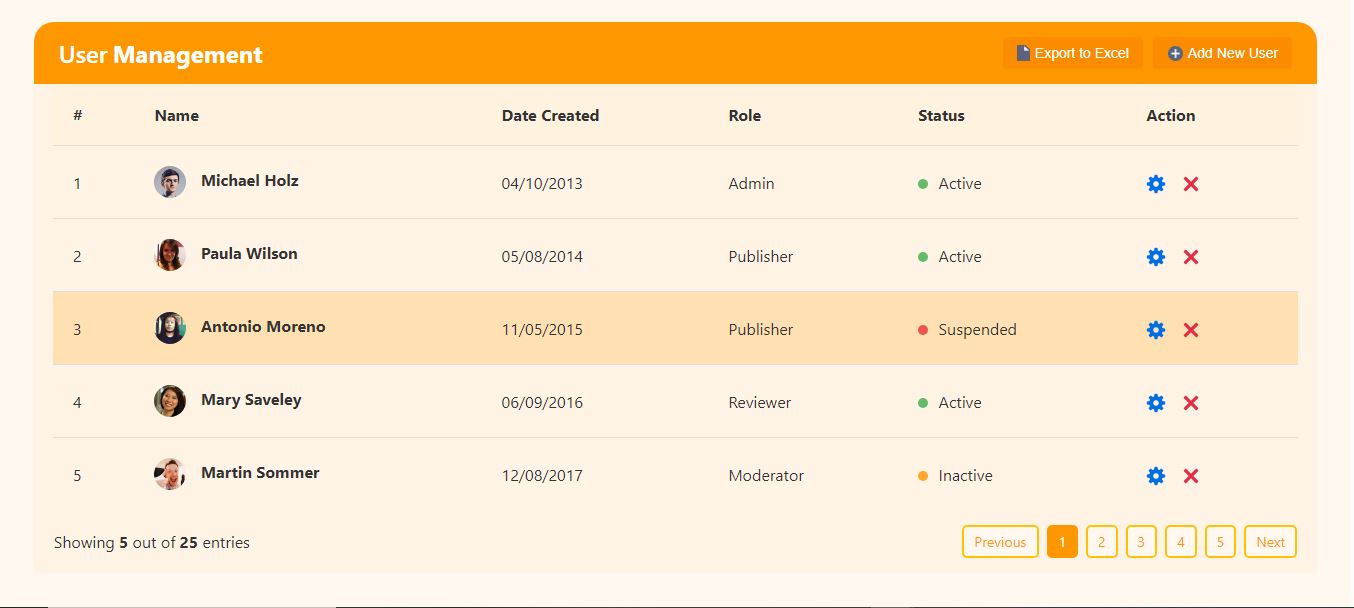 User Management Export to Excel Add New User
# Name Date Created Role Status Action
1 Michael Holz 04/10/2013 Admin Active
2 Paula Wilson 05/08/2014 Publisher Active
3 Antonio Moreno 11/05/2015 Publisher Suspended
4 Mary Saveley 06/09/2016 Reviewer Active
5 Martin Sommer 12/08/2017 Moderator Inactive
Showing 5 out of 25 entries Previous 1 2 3 4 5 Next